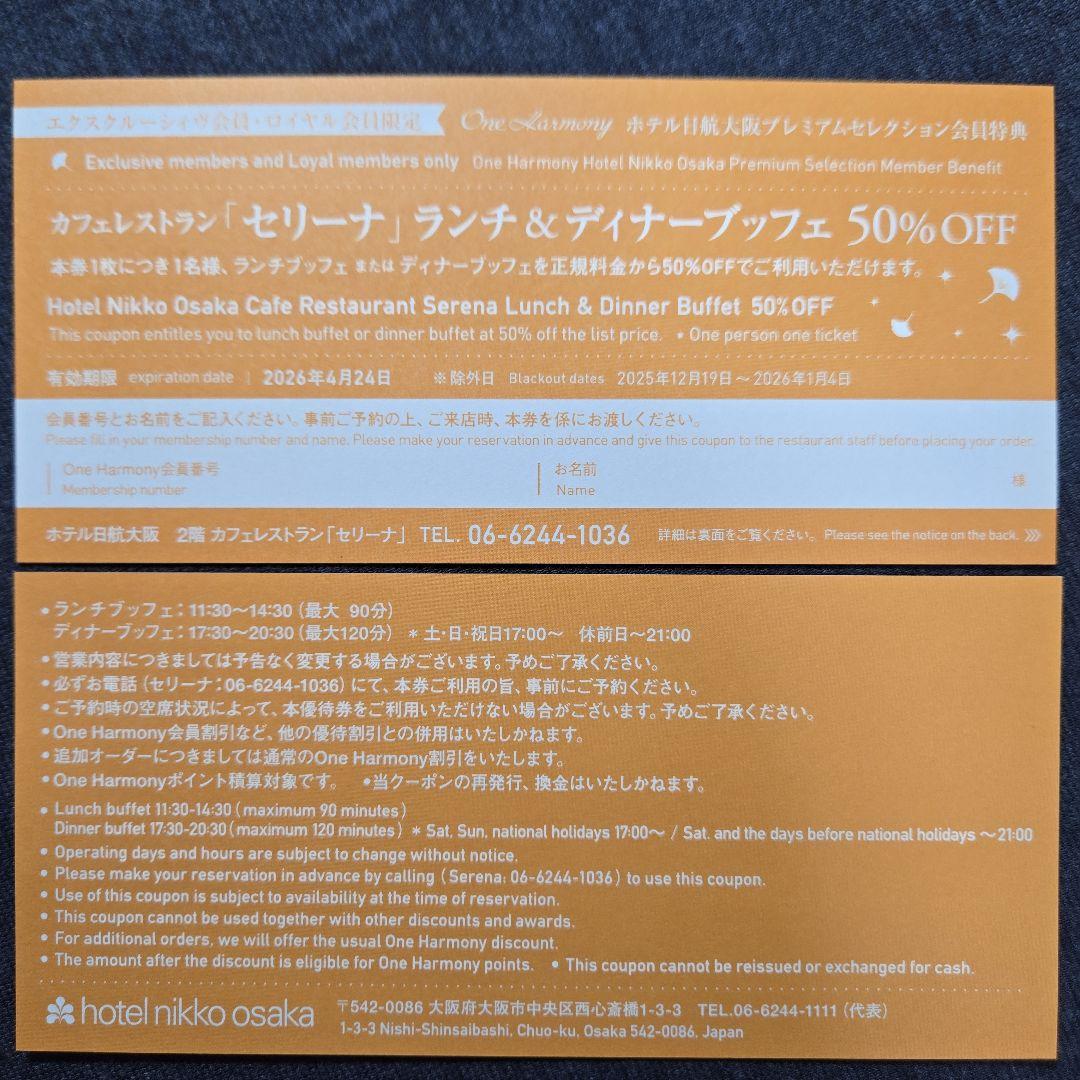 エクスクルーシィヴ会員・ロイヤル会員限定 One Harmony ホテル日航大阪プレミアムセレクション会員特典
Exclusive members and Loyal members only One Harmony Hotel Nikko Osaka Premium Selection Member Benefit
カフェレストラン「セリーナ」ランチ&ディナーブッフェ 50%OFF
本券1枚につき1名様、ランチブッフェ または ディナーブッフェを正規料金から50%OFFでご利用いただけます。
Hotel Nikko Osaka Cafe Restaurant Serena Lunch & Dinner Buffet 50%OFF
This coupon entitles you to lunch buffet or dinner buffet at 50% off the list price. • One person one ticket
有効期限 expiration date | 2026年4月24日 ※除外日 Blackout dates 2025年12月19日~2026年1月4日
会員番号とお名前をご記入ください。事前ご予約の上、ご来店時、本券を係にお渡しください。
Please fill in your membership number and name. Please make your reservation in advance and give this coupon to the restaurant staff before placing your order.
One Harmony会員番号 お名前
Membership number Name 様
ホテル日航大阪 2階 カフェレストラン「セリーナ」 TEL. 06-6244-1036 詳細は裏面をご覧ください。 Please see the notice on the back. 》
•ランチブッフェ：11:30〜14:30（最大 90分）
ディナーブッフェ：17:30〜20:30（最大120分） ＊土・日・祝日17:00〜 休前日〜21:00
•営業内容につきましては予告なく変更する場合がございます。予めご了承ください。
•必ずお電話（セリーナ：06-6244-1036）にて、本券ご利用の旨、事前にご予約ください。
•ご予約時の空席状況によって、本優待券をご利用いただけない場合がございます。予めご了承ください。
•One Harmony会員割引など、他の優待割引との併用はいたしかねます。
•追加オーダーにつきましては通常のOne Harmony割引をいたします。
•One Harmonyポイント積算対象です。 •当クーポンの再発行、換金はいたしかねます。
• Lunch buffet 11:30-14:30 (maximum 90 minutes)
Dinner buffet 17:30-20:30 (maximum 120 minutes) ＊Sat, Sun, national holidays 17:00〜 / Sat. and the days before national holidays 〜21:00
• Operating days and hours are subject to change without notice.
• Please make your reservation in advance by calling (Serena: 06-6244-1036) to use this coupon.
• Use of this coupon is subject to availability at the time of reservation.
• This coupon cannot be used together with other discounts and awards.
• For additional orders, we will offer the usual One Harmony discount.
• The amount after the discount is eligible for One Harmony points. • This coupon cannot be reissued or exchanged for cash.
hotel nikko osaka 〒542-0086 大阪府大阪市中央区西心斎橋1-3-3 TEL.06-6244-1111（代表）
1-3-3 Nishi-Shinsaibashi, Chuo-ku, Osaka 542-0086, Japan